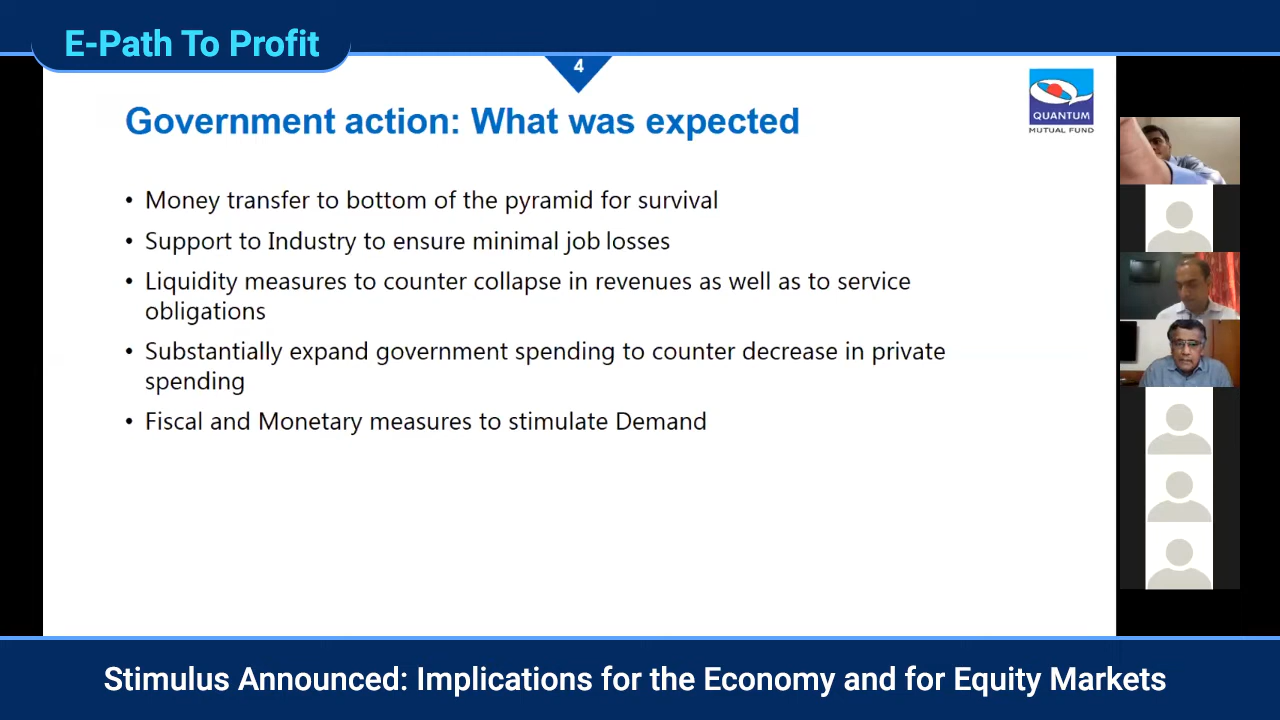 E-Path To Profit
4
Government action: What was expected
QUANTUM
MUTUAL FUND
• Money transfer to bottom of the pyramid for survival
• Support to Industry to ensure minimal job losses
• Liquidity measures to counter collapse in revenues as well as to service
obligations
• Substantially expand government spending to counter decrease in private
spending
• Fiscal and Monetary measures to stimulate Demand
Stimulus Announced: Implications for the Economy and for Equity Markets